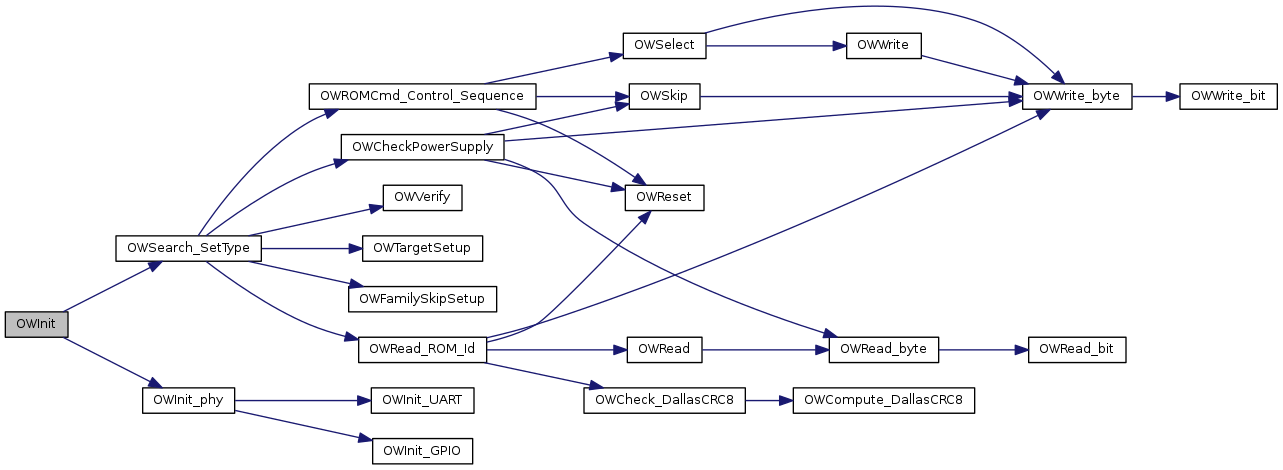 OWSelect
OWWrite
OWROMCmd_Control_Sequence
OWSkip
OWWrite_byte
OWWrite_bit
OWCheckPowerSupply
OWVerify
OWReset
OWSearch_SetType
OWTargetSetup
OWFamilySkipSetup
OWInit
OWRead_ROM_Id
OWRead
OWRead_byte
OWRead_bit
OWInit_phy
OWInit_UART
OWCheck_DallasCRC8
OWCompute_DallasCRC8
OWInit_GPIO